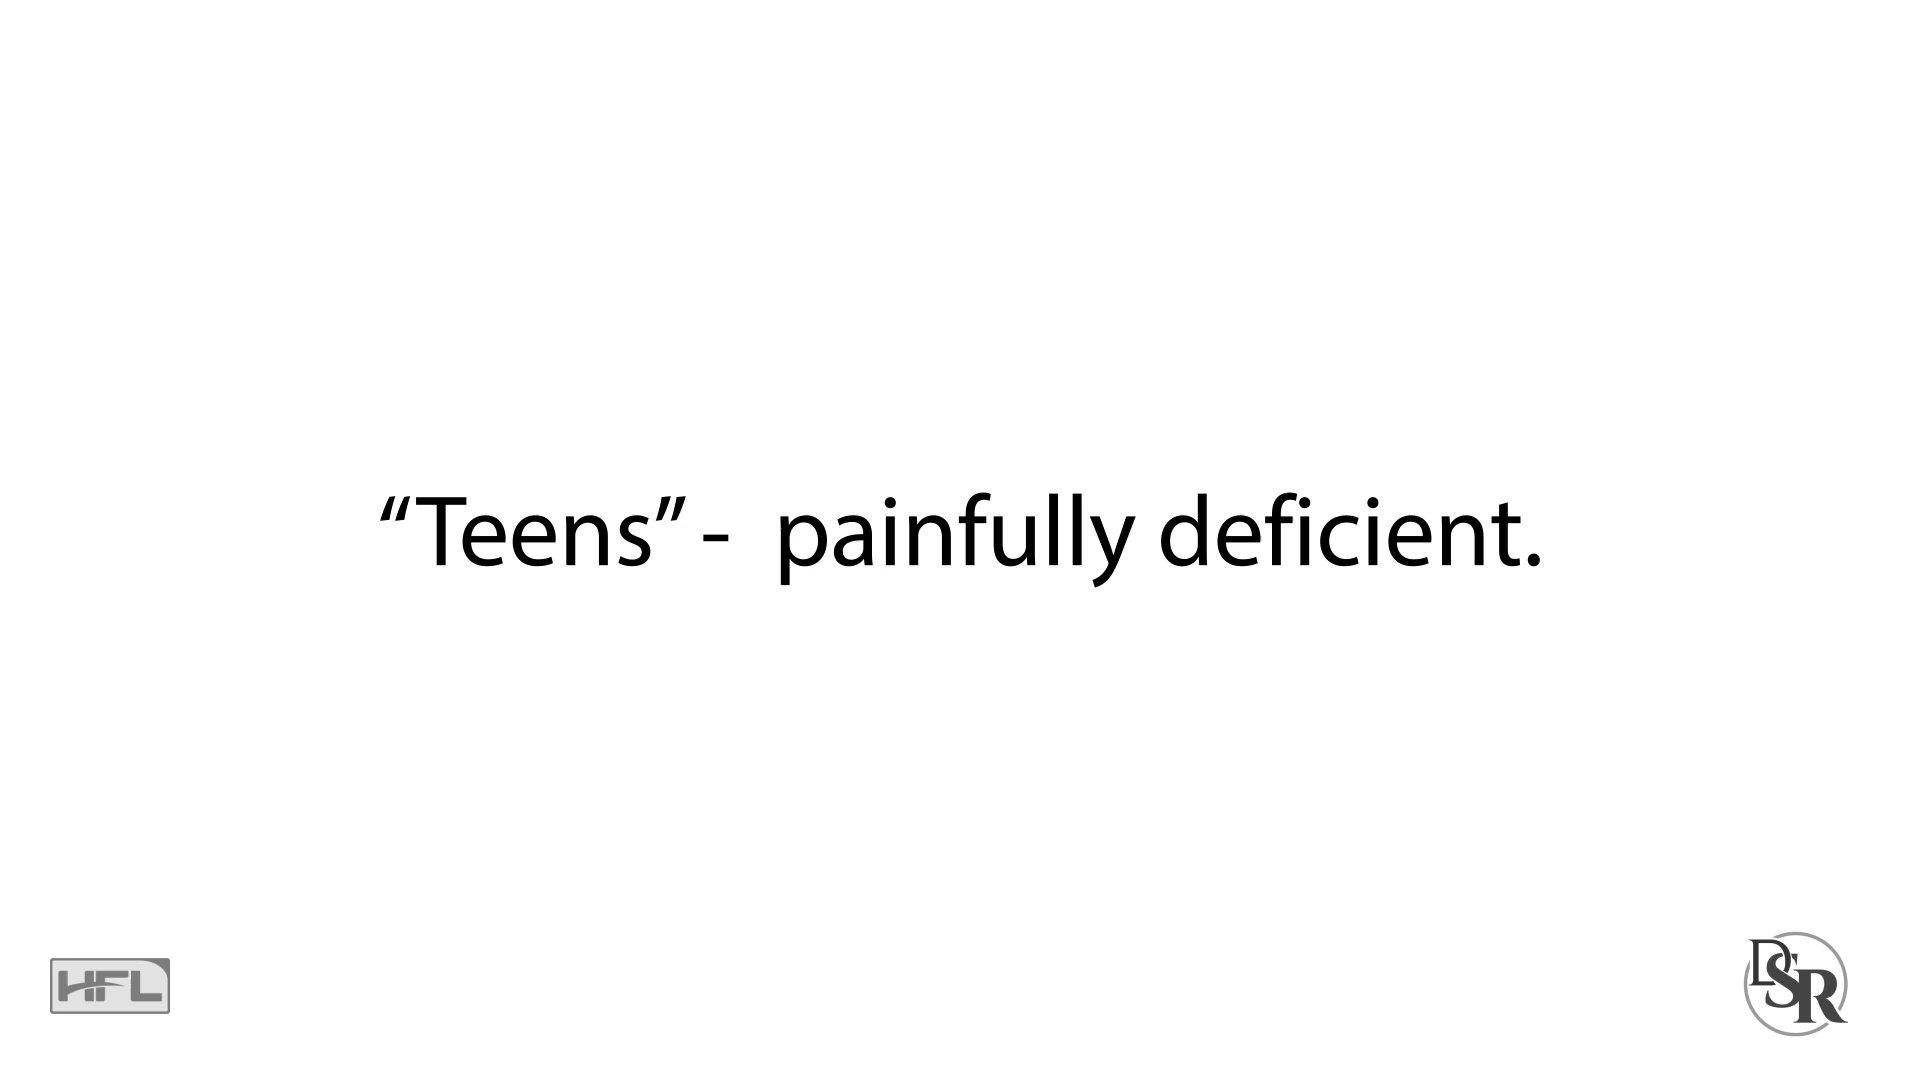 “Teens” -  painfully deficient.
HFL
DSR